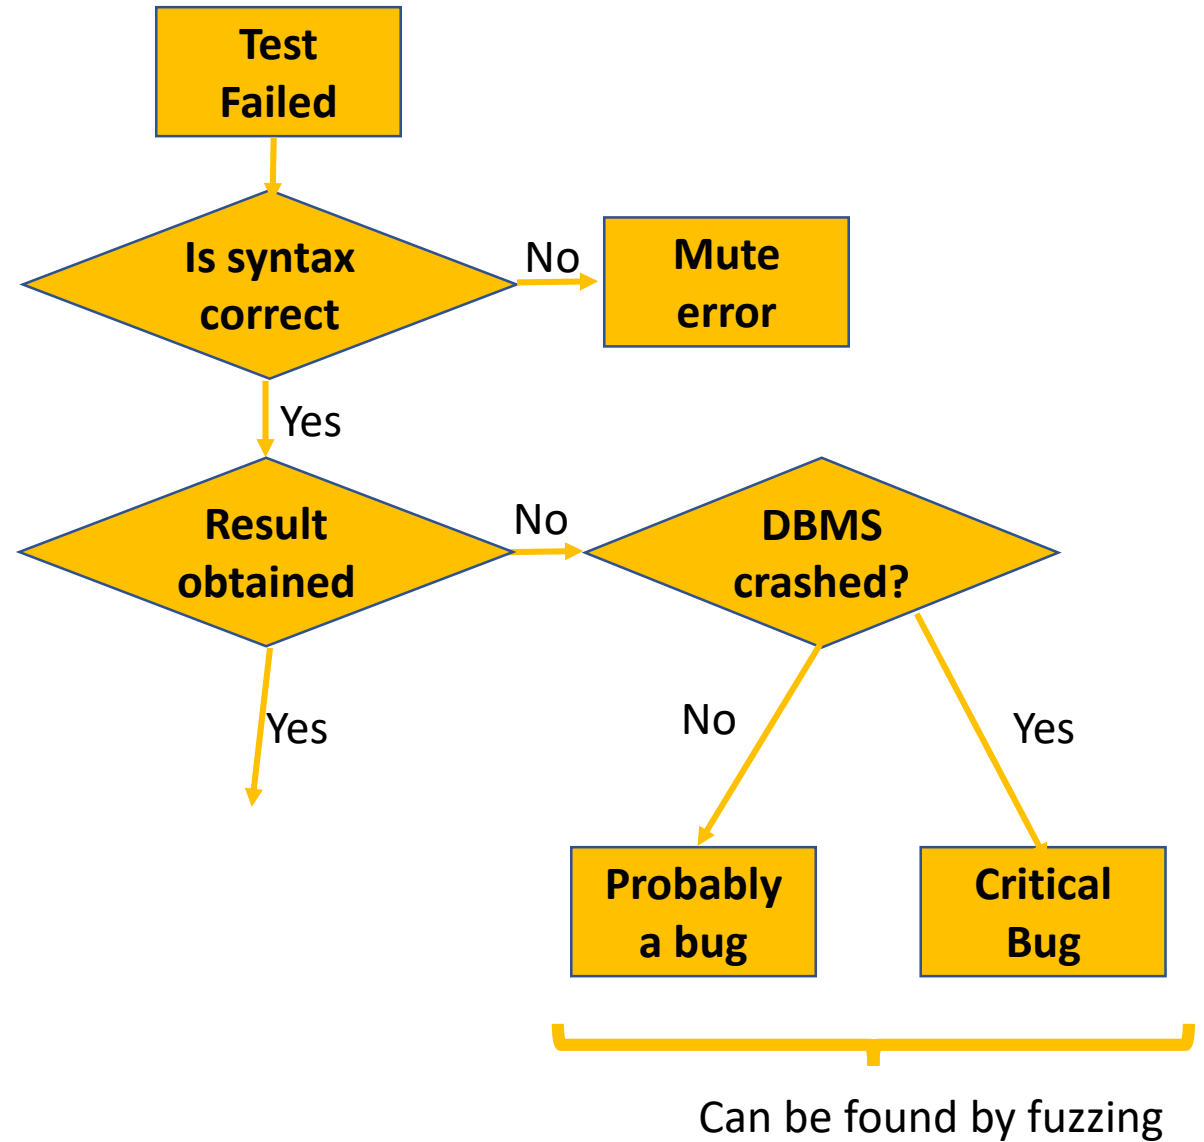 Test
Failed
Is syntax
correct
No
Mute
error
Yes
Result
obtained
No
DBMS
crashed?
Yes
No
Yes
Probably
a bug
Critical
Bug
Can be found by fuzzing